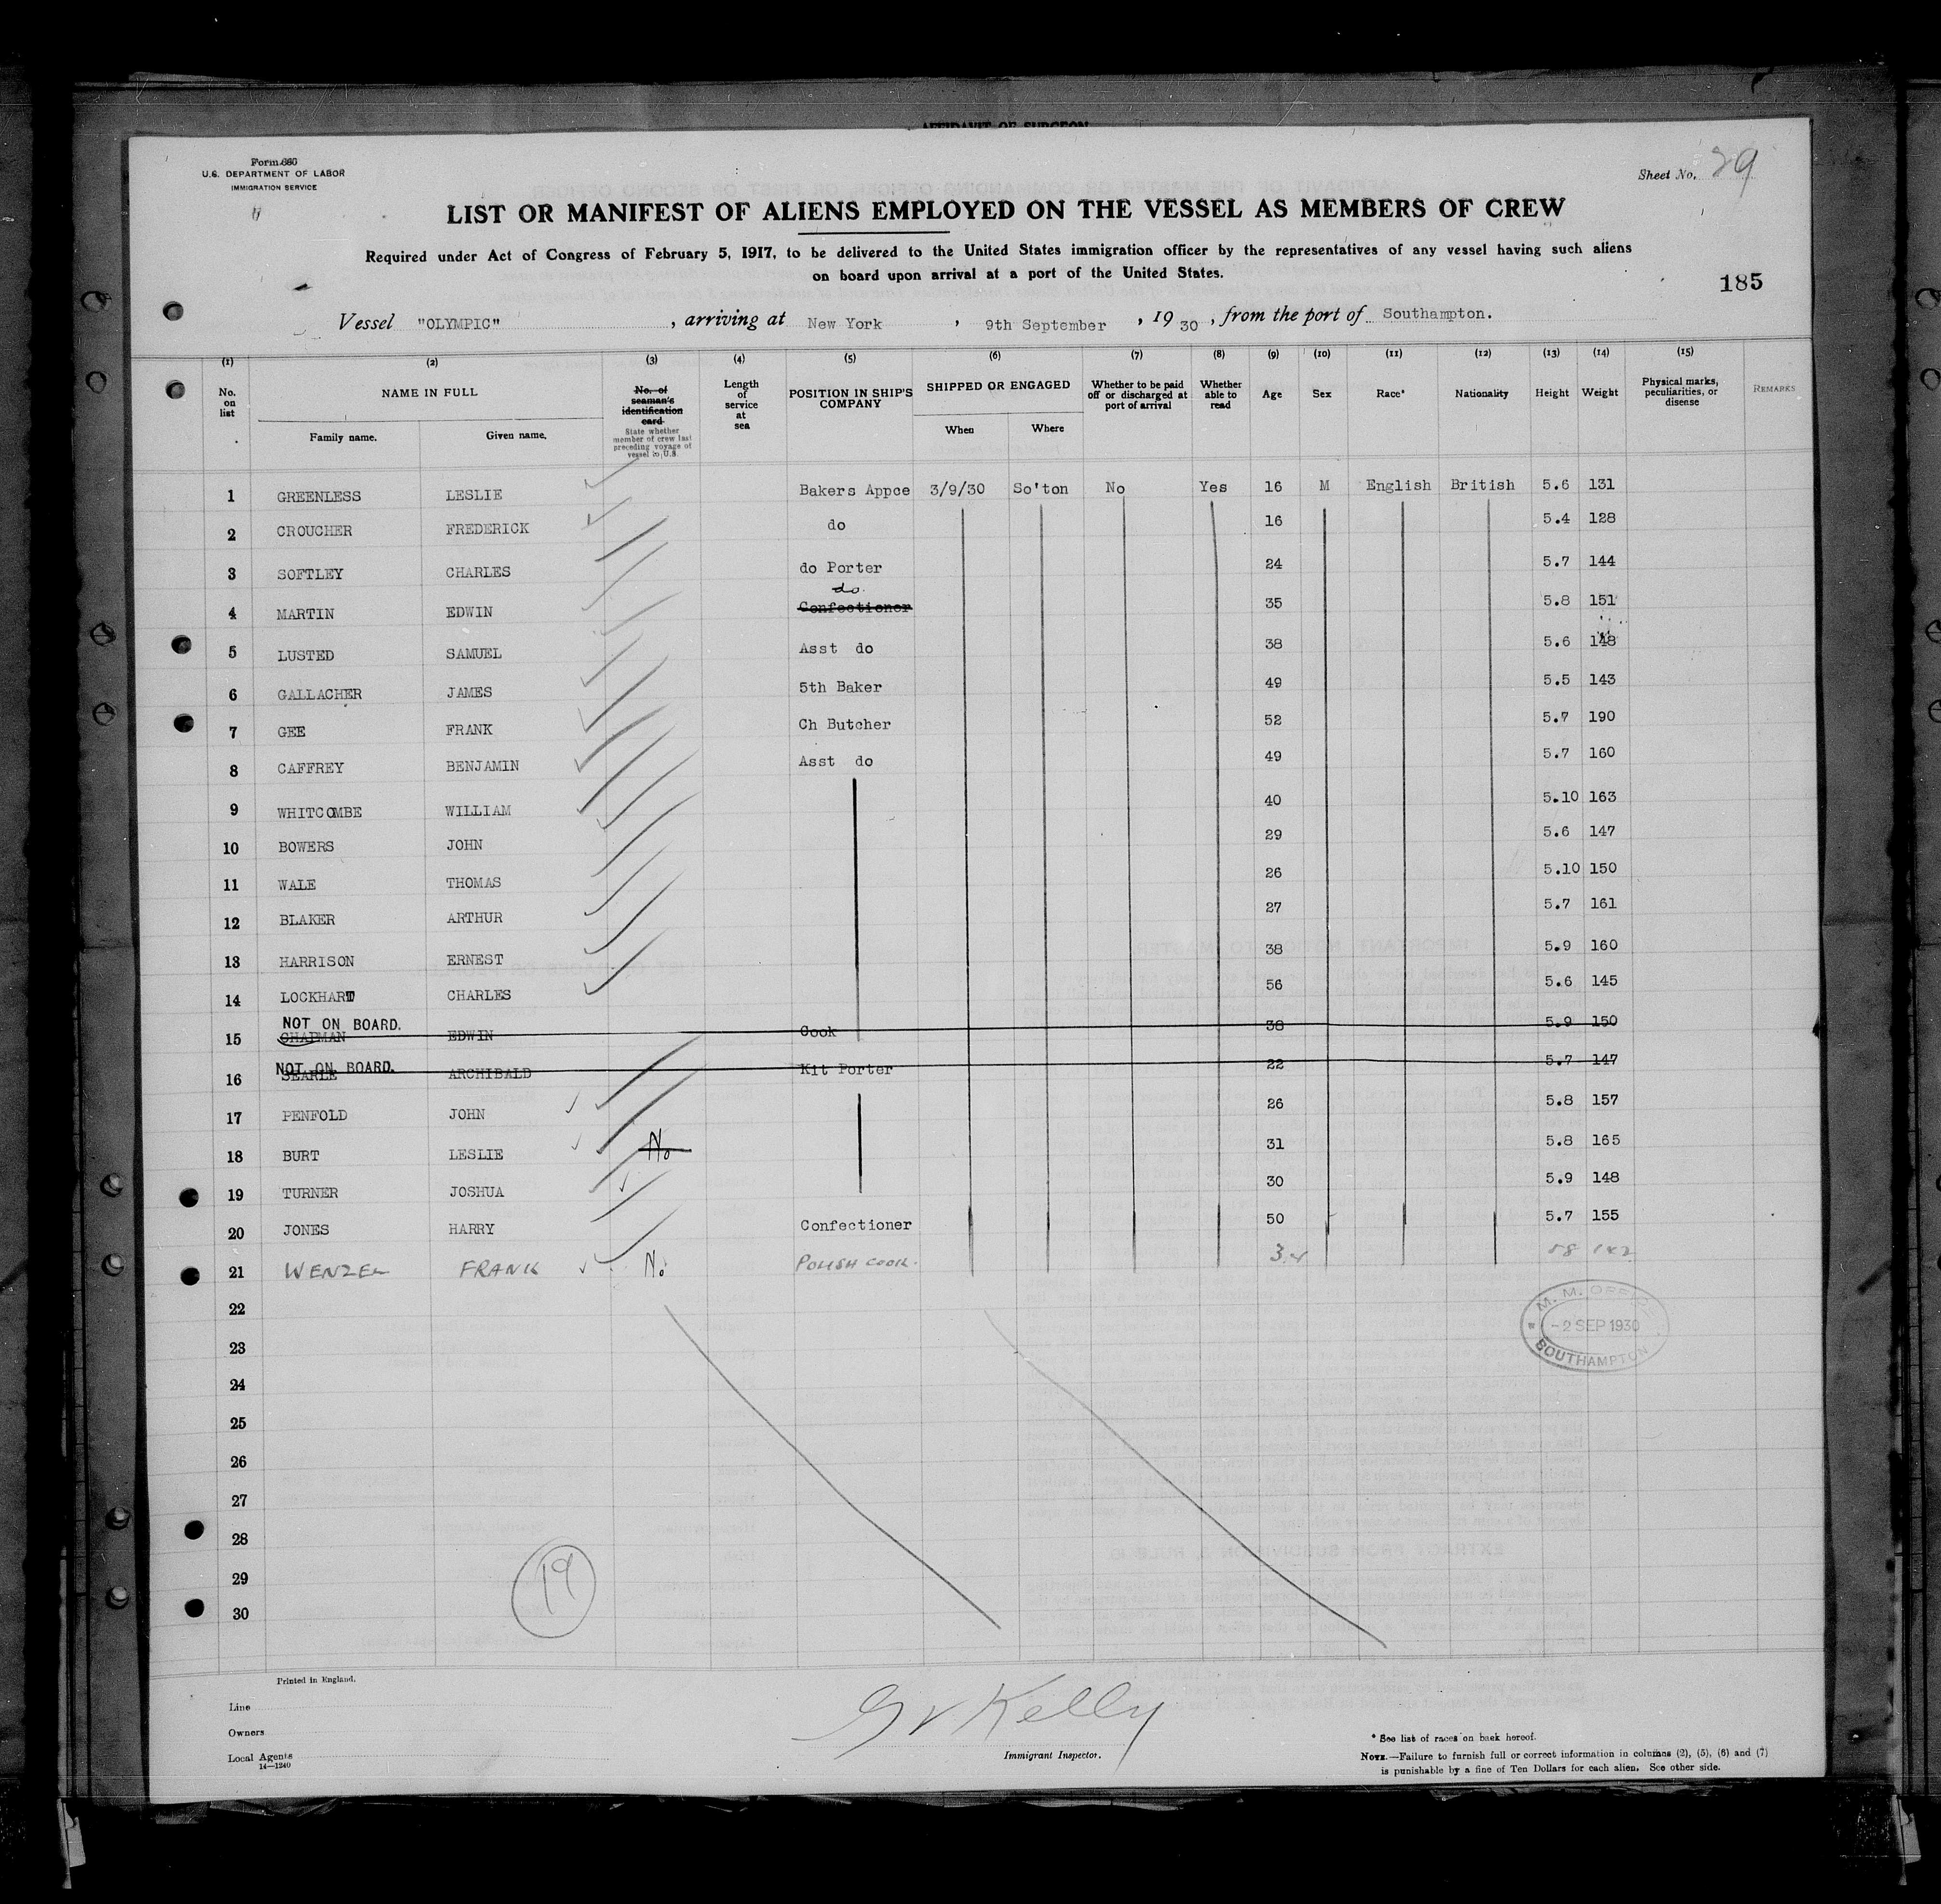 AFFIDAVIT OF SURGEON
Form 680
U.S. DEPARTMENT OF LABOR
IMMIGRATION SERVICE
Sheet No. 29
LIST OR MANIFEST OF ALIENS EMPLOYED ON THE VESSEL AS MEMBERS OF CREW
Required under Act of Congress of February 5, 1917, to be delivered to the United States immigration officer by the representatives of any vessel having such aliens
on board upon arrival at a port of the United States.
185
Vessel "OLYMPIC", arriving at New York, 9th September, 1930, from the port of Southampton.
(1) (2) (3) (4) (5) (6) (7) (8) (9) (10) (11) (12) (13) (14) (15)
No. on list NAME IN FULL Family name. Given name. No. of seaman's identification card State whether member of crew last preceding voyage of vessel to U.S. Length of service at sea POSITION IN SHIP'S COMPANY SHIPPED OR ENGAGED When Where Whether to be paid off or discharged at port of arrival Whether able to read Age Sex Race* Nationality Height Weight Physical marks, peculiarities, or disease REMARKS
1 GREENLESS LESLIE Bakers Appce 3/9/30 So'ton No Yes 16 M English British 5.6 131
2 CROUCHER FREDERICK do 16 5.4 128
3 SOFTLEY CHARLES do Porter 24 5.7 144
do.
4 MARTIN EDWIN Confectioner 35 5.8 151
5 LUSTED SAMUEL Asst do 38 5.6 148
6 GALLACHER JAMES 5th Baker 49 5.5 143
7 GEE FRANK Ch Butcher 52 5.7 190
8 CAFFREY BENJAMIN Asst do 49 5.7 160
9 WHITCOMBE WILLIAM 40 5.10 163
10 BOWERS JOHN 29 5.6 147
11 WALE THOMAS 26 5.10 150
12 BLAKER ARTHUR 27 5.7 161
13 HARRISON ERNEST 38 5.9 160
14 LOCKHART CHARLES 56 5.6 145
NOT ON BOARD.
15 CHAPMAN EDWIN Cook 38 5.9 150
NOT ON BOARD.
16 SEARLE ARCHIBALD Kit Porter 22 5.7 147
17 PENFOLD JOHN 26 5.8 157
18 BURT LESLIE No 31 5.8 165
19 TURNER JOSHUA 30 5.9 148
20 JONES HARRY Confectioner 50 5.7 155
21 WENZEL FRANK No POLISH COOK. 58
22
M. M. OFFICE
- 2 SEP 1930
SOUTHAMPTON
23
24
25
26
27
28
29
30
19
Printed in England.
Line
Owners
Local Agents
14—1240
G V Kelly
Immigrant Inspector.
* See list of races on back hereof.
NOTE.—Failure to furnish full or correct information in columns (2), (5), (6) and (7)
is punishable by a fine of Ten Dollars for each alien. See other side.